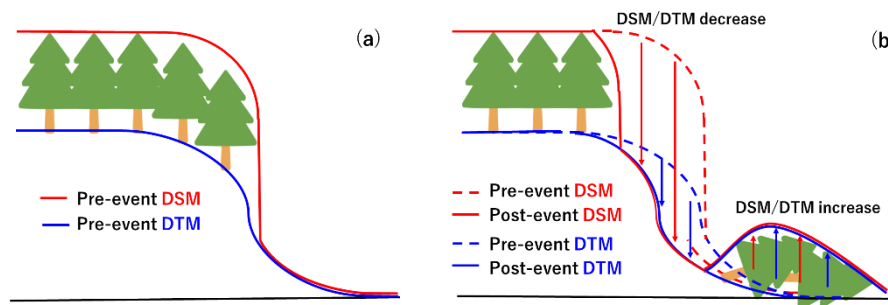 (a)
Pre-event DSM
Pre-event DTM
DSM/DTM decrease
(b
Pre-event DSM
Post-event DSM
Pre-event DTM
Post-event DTM
DSM/DTM increase